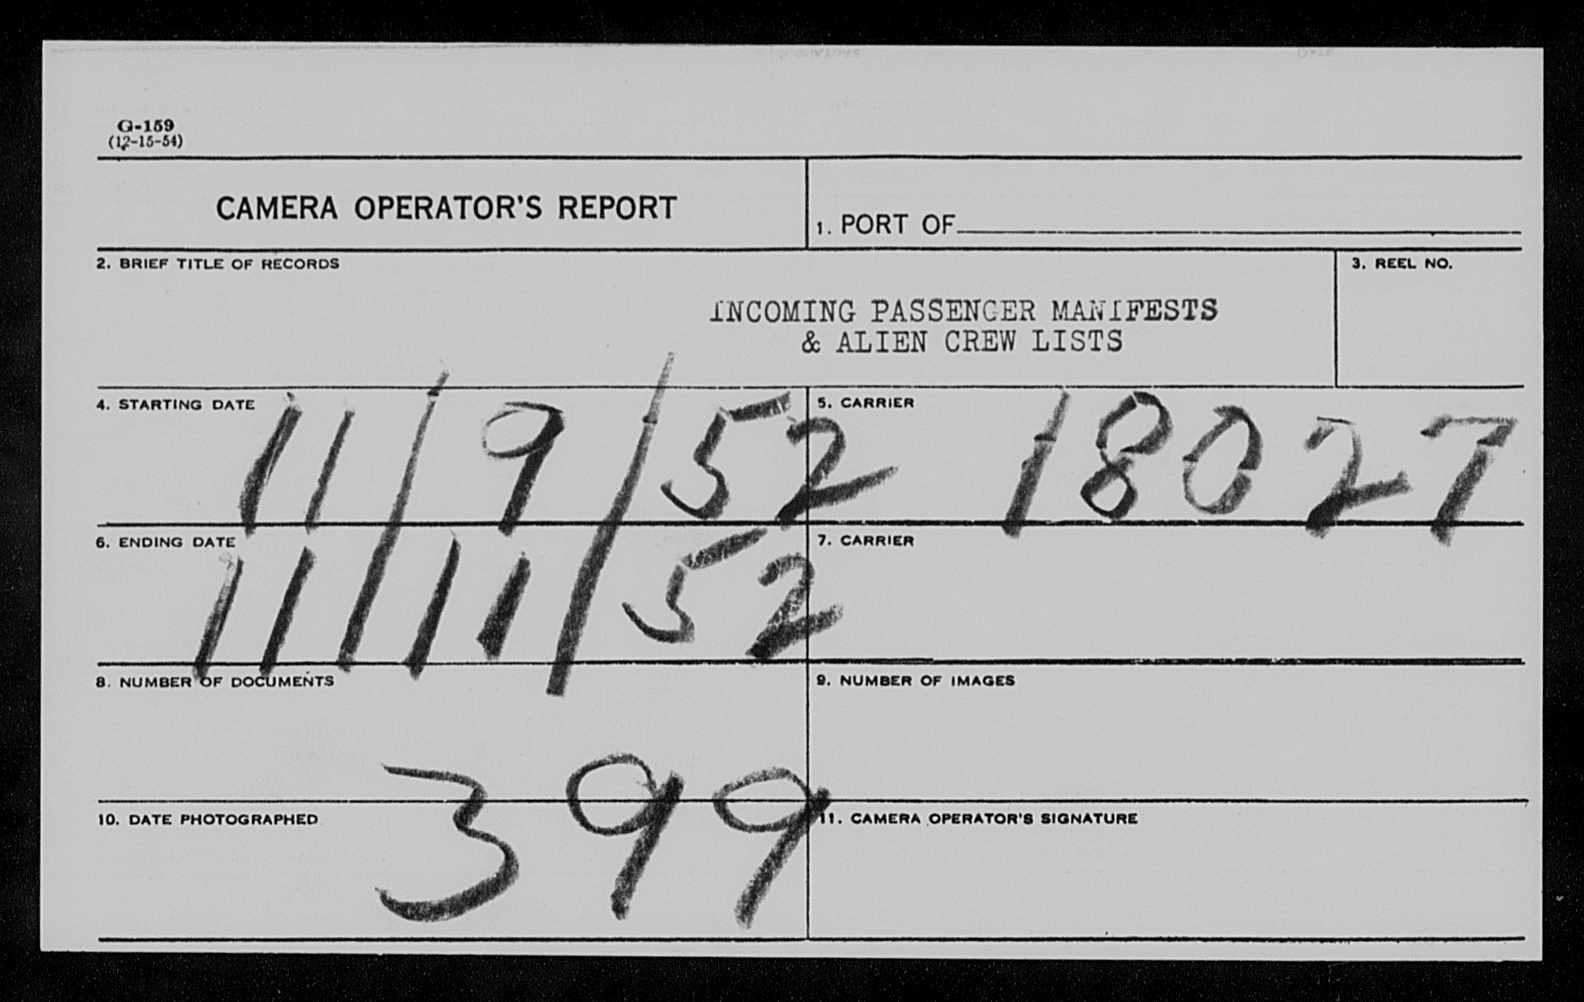 G-159
(12-15-54)
CAMERA OPERATOR'S REPORT
1. PORT OF
2. BRIEF TITLE OF RECORDS
3. REEL NO.
INCOMING PASSENGER MANIFESTS
& ALIEN CREW LISTS
4. STARTING DATE
11/9/52
5. CARRIER
18027
6. ENDING DATE
11/11/52
7. CARRIER
8. NUMBER OF DOCUMENTS
9. NUMBER OF IMAGES
399
10. DATE PHOTOGRAPHED
11. CAMERA OPERATOR'S SIGNATURE